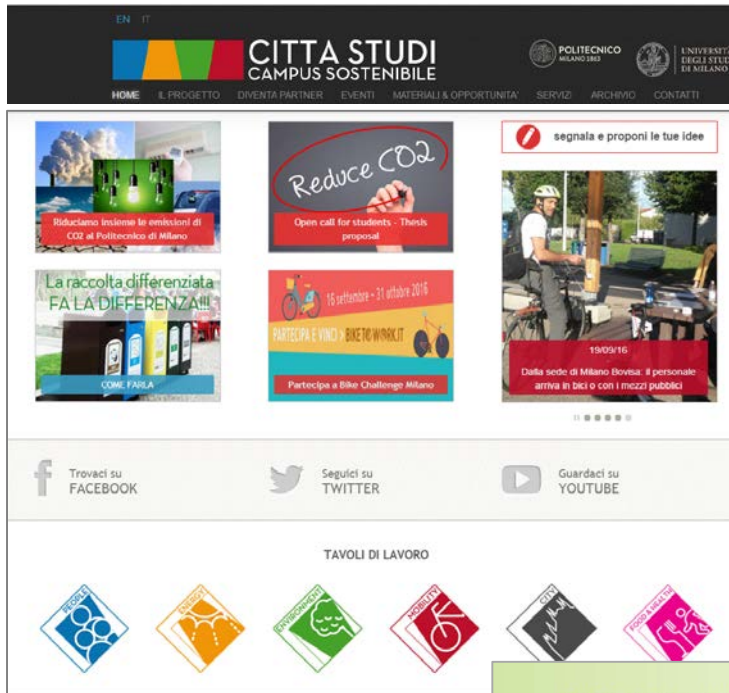 EN IT
CITTA STUDI
CAMPUS SOSTENIBILE
POLITECNICO
MILANO 1863
UNIVERSITÀ
DEGLI STUD
DI MILANO
HOME IL PROGETTO DIVENTA PARTNER EVENTI MATERIALI & OPPORTUNITA' SERVIZI ARCHIVIO CONTATTI
Riduciamo insieme le emissioni di
CO2 al Politecnico di Milano
Reduce CO2
Open call for students - Thesis
proposal
segnala e proponi le tue idee
La raccolta differenziata
FA LA DIFFERENZA!!!
COME FARLA
16 settembre - 31 ottobre 2016
PARTECIPA E VINCI > BIKETOWORK.IT
Partecipa a Bike Challenge Milano
19/09/16
Dalla sede di Milano Bovisa: il personale
arriva in bici o con i mezzi pubblici
Trovaci su
FACEBOOK
Seguici su
TWITTER
Guardaci su
YOUTUBE
TAVOLI DI LAVORO
PEOPLE
ENERGY
ENVIRONMENT
MOBILITY
CITY
FOOD & HEALTH